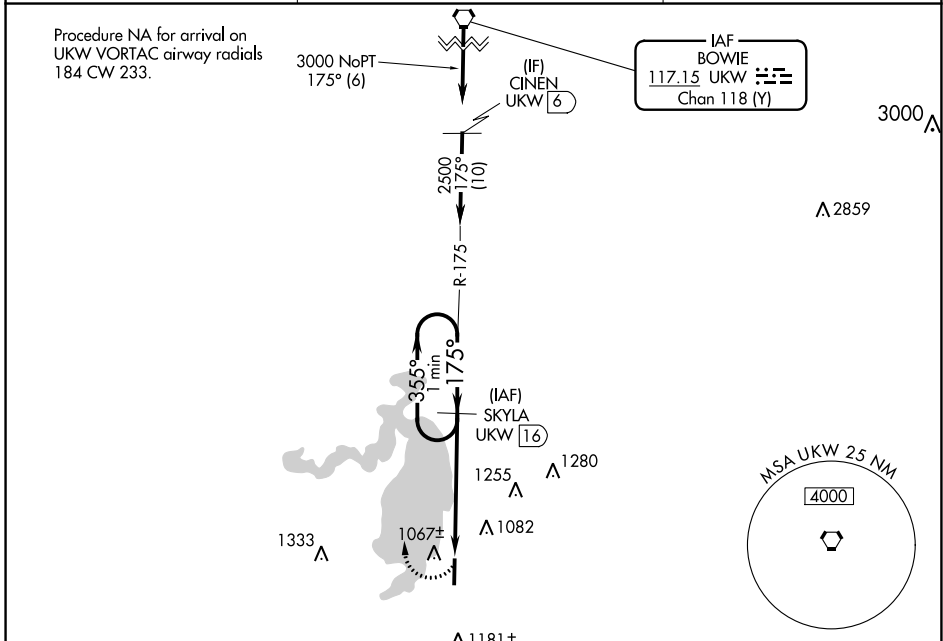 Procedure NA for arrival on
UKW VORTAC airway radials
184 CW 233.
3000 NoPT
175° (6)
(IF)
CINEN
UKW 6
IAF
BOWIE
117.15 UKW
Chan 118 (Y)
3000
2859
2500
175°
(10)
R-175
355°
1 min
175°
(IAF)
SKYLA
UKW 16
1255
1280
1082
1067±
1333
MSA UKW 25 NM
4000
1181±